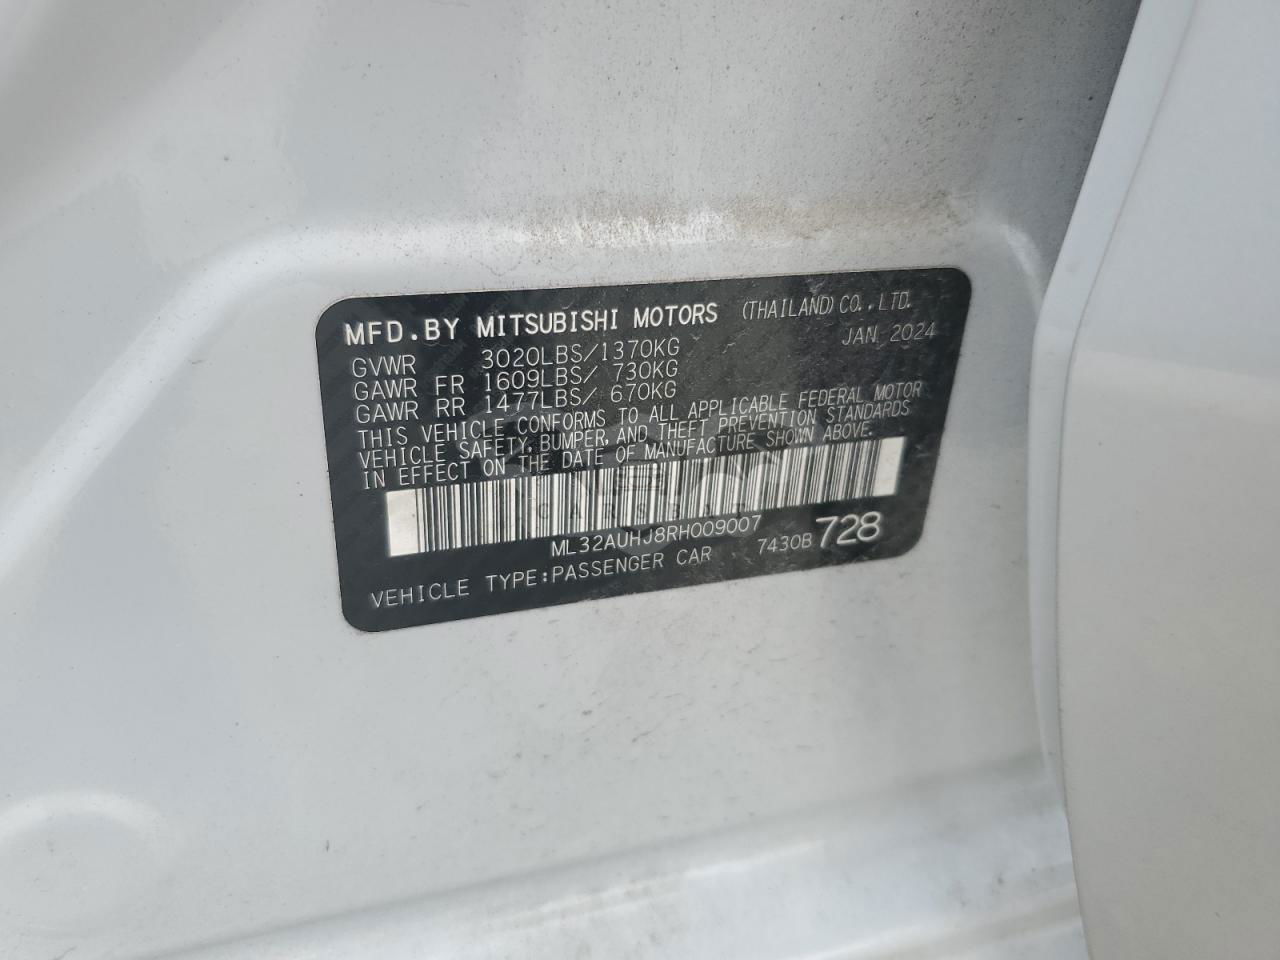 MFD.BY MITSUBISHI MOTORS (THAILAND) CO.,LTD.
GVWR 3020LBS/1370KG JAN. 2024
GAWR FR 1609LBS/ 730KG
GAWR RR 1477LBS/ 670KG
THIS VEHICLE CONFORMS TO ALL APPLICABLE FEDERAL MOTOR
VEHICLE SAFETY, BUMPER, AND THEFT PREVENTION STANDARDS
IN EFFECT ON THE DATE OF MANUFACTURE SHOWN ABOVE.
ML32AUHJ8RH009007
VEHICLE TYPE:PASSENGER CAR 7430B 728